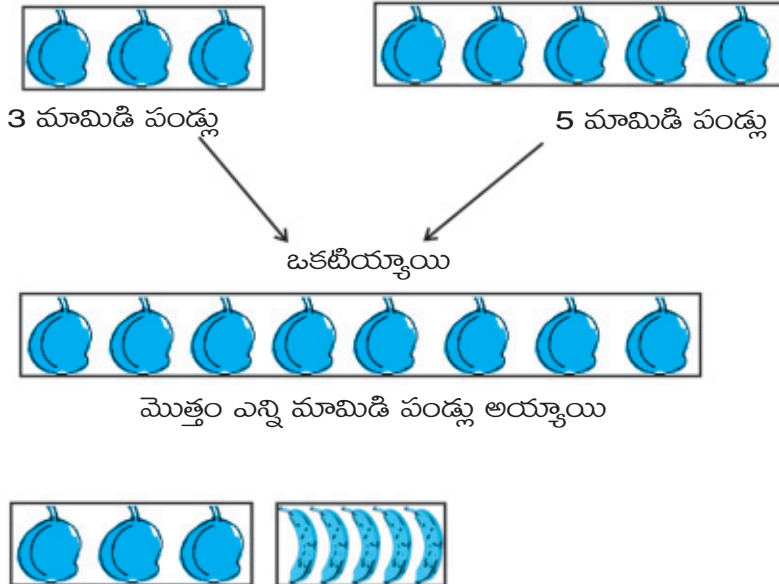 3 మామిడి పండ్లు
5 మామిడి పండ్లు
ఒకటియ్యాయి
మొత్తం ఎన్ని మామిడి పండ్లు అయ్యాయి